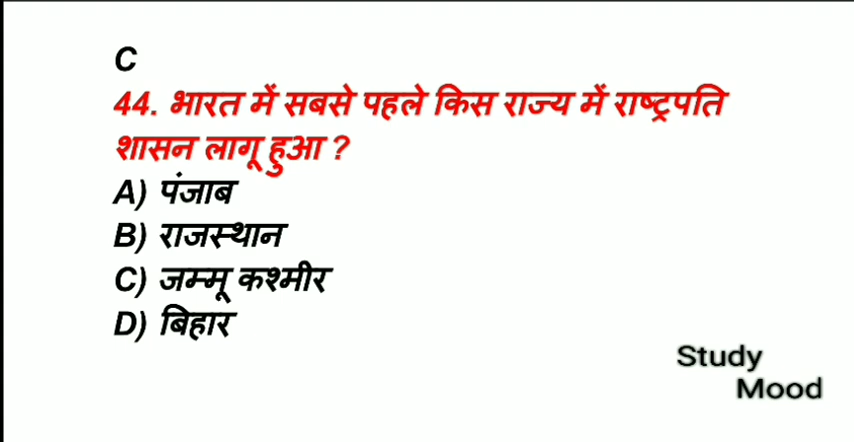 C
44. भारत में सबसे पहले किस राज्य में राष्ट्रपति
शासन लागू हुआ ?
A) पंजाब
B) राजस्थान
C) जम्मू कश्मीर
D) बिहार
Study
Mood